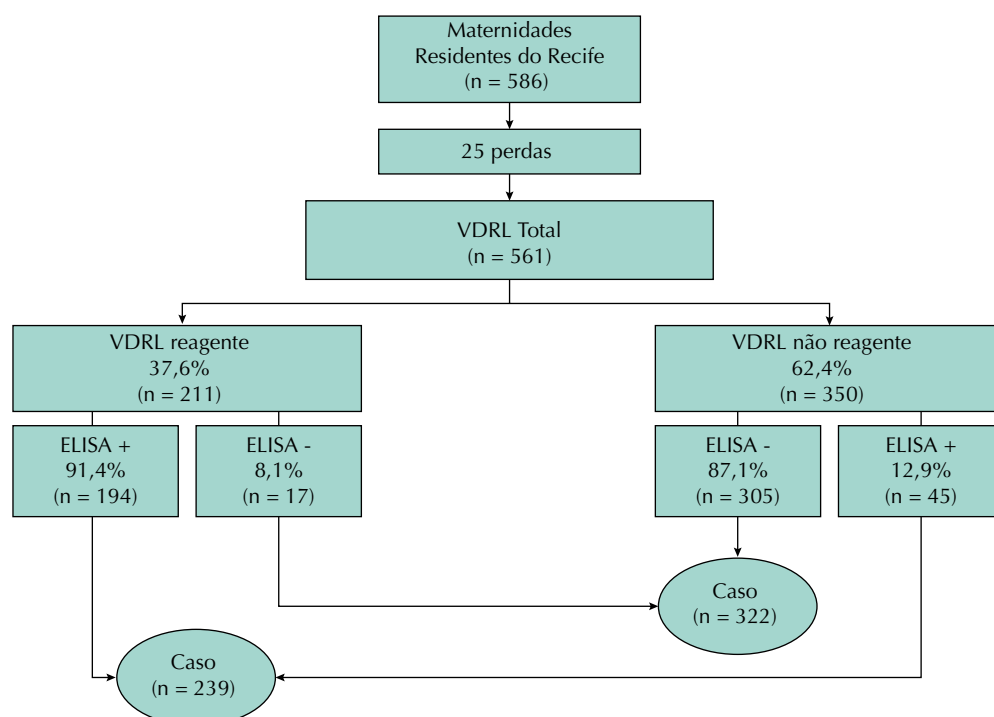 Maternidades
Residentes do Recife
(n = 586)
25 perdas
VDRL Total
(n = 561)
VDRL reagente
37,6%
(n = 211)
VDRL não reagente
62,4%
(n = 350)
ELISA +
91,4%
(n = 194)
ELISA -
8,1%
(n = 17)
ELISA -
87,1%
(n = 305)
ELISA +
12,9%
(n = 45)
Caso
(n = 322)
Caso
(n = 239)